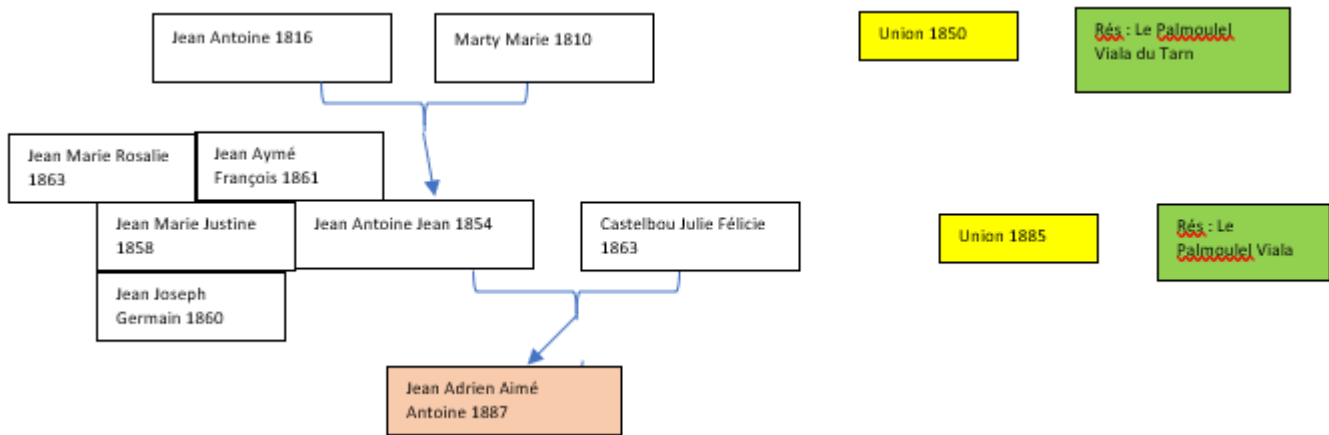 Jean Antoine 1816
Marty Marie 1810
Union 1850
Rés : Le Palmoulel
Viala du Tarn
Jean Marie Rosalie
1863
Jean Aymé
François 1861
Jean Marie Justine
1858
Jean Antoine Jean 1854
Castelbou Julie Félicie
1863
Union 1885
Rés : Le
Palmoulel Viala
Jean Joseph
Germain 1860
Jean Adrien Aimé
Antoine 1887